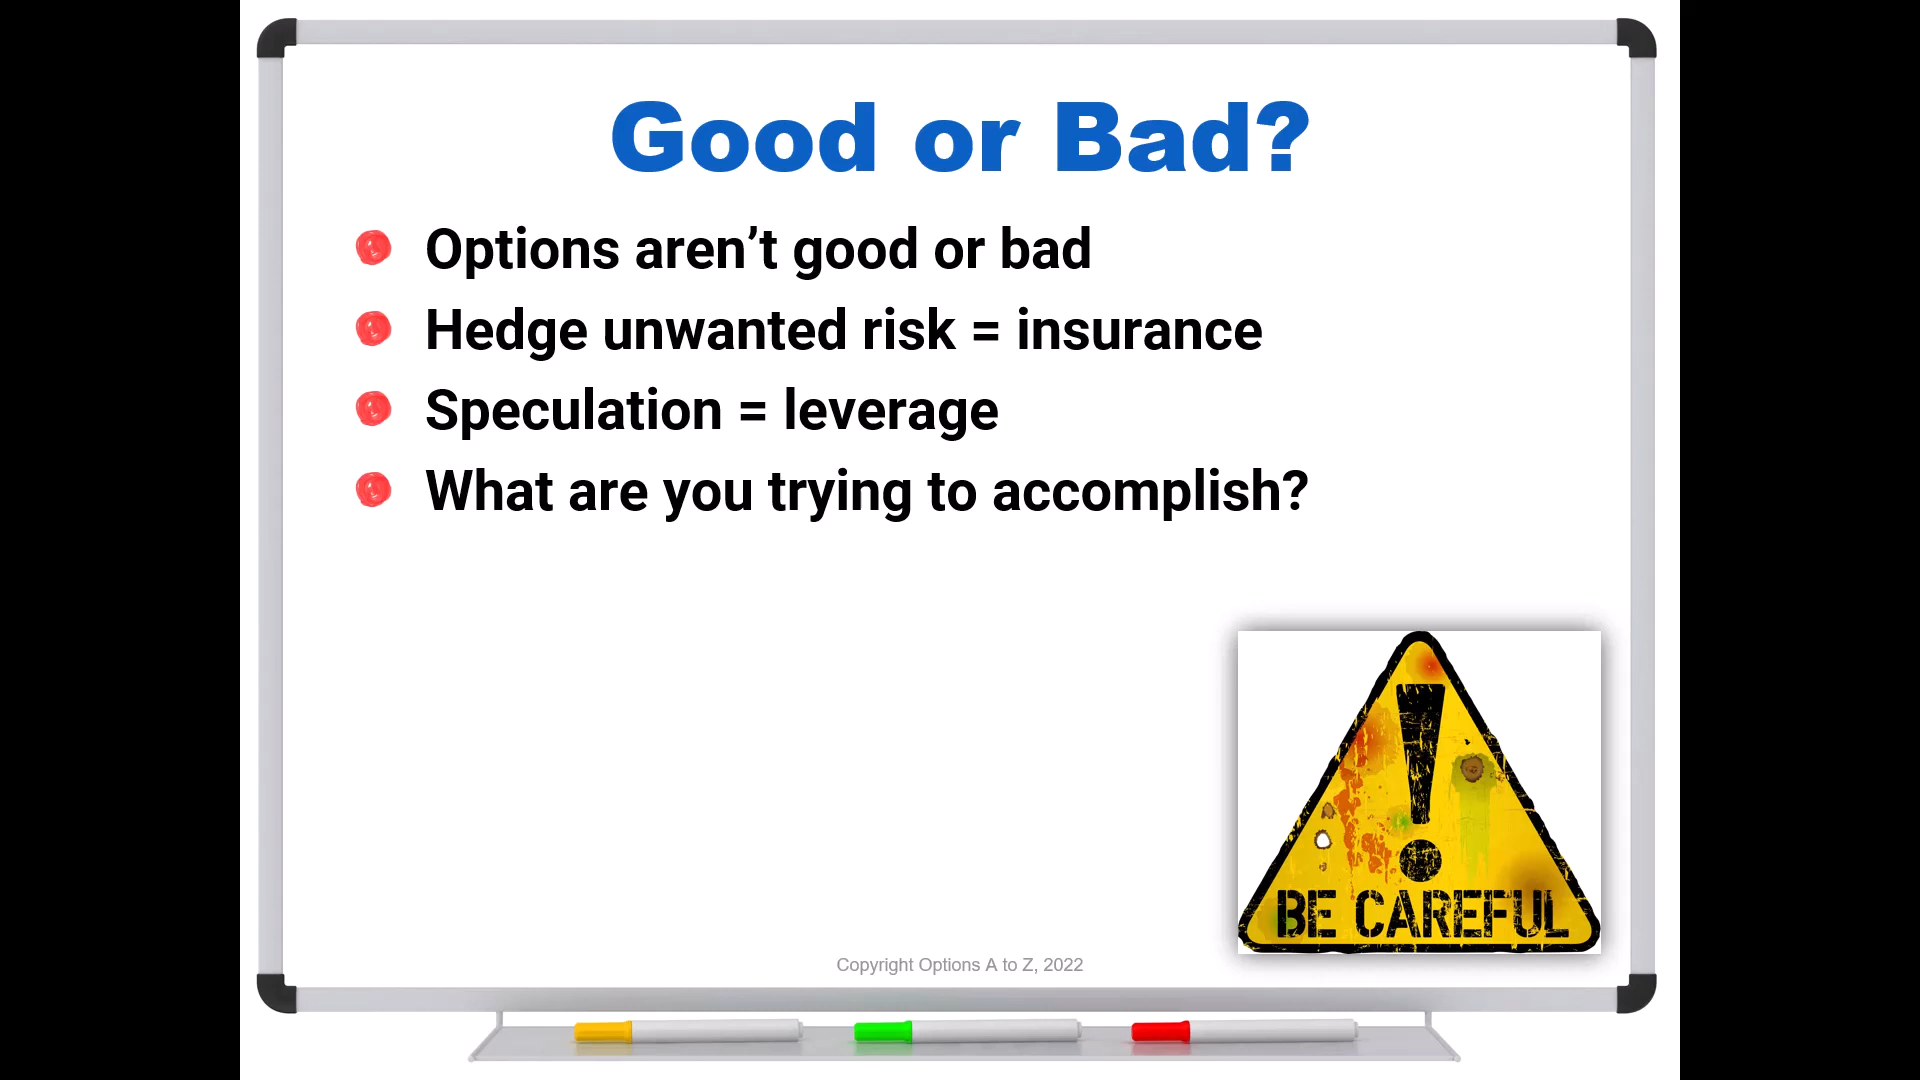 Good or Bad?
Options aren’t good or bad
Hedge unwanted risk = insurance
Speculation = leverage
What are you trying to accomplish?
BE CAREFUL
Copyright Options A to Z, 2022